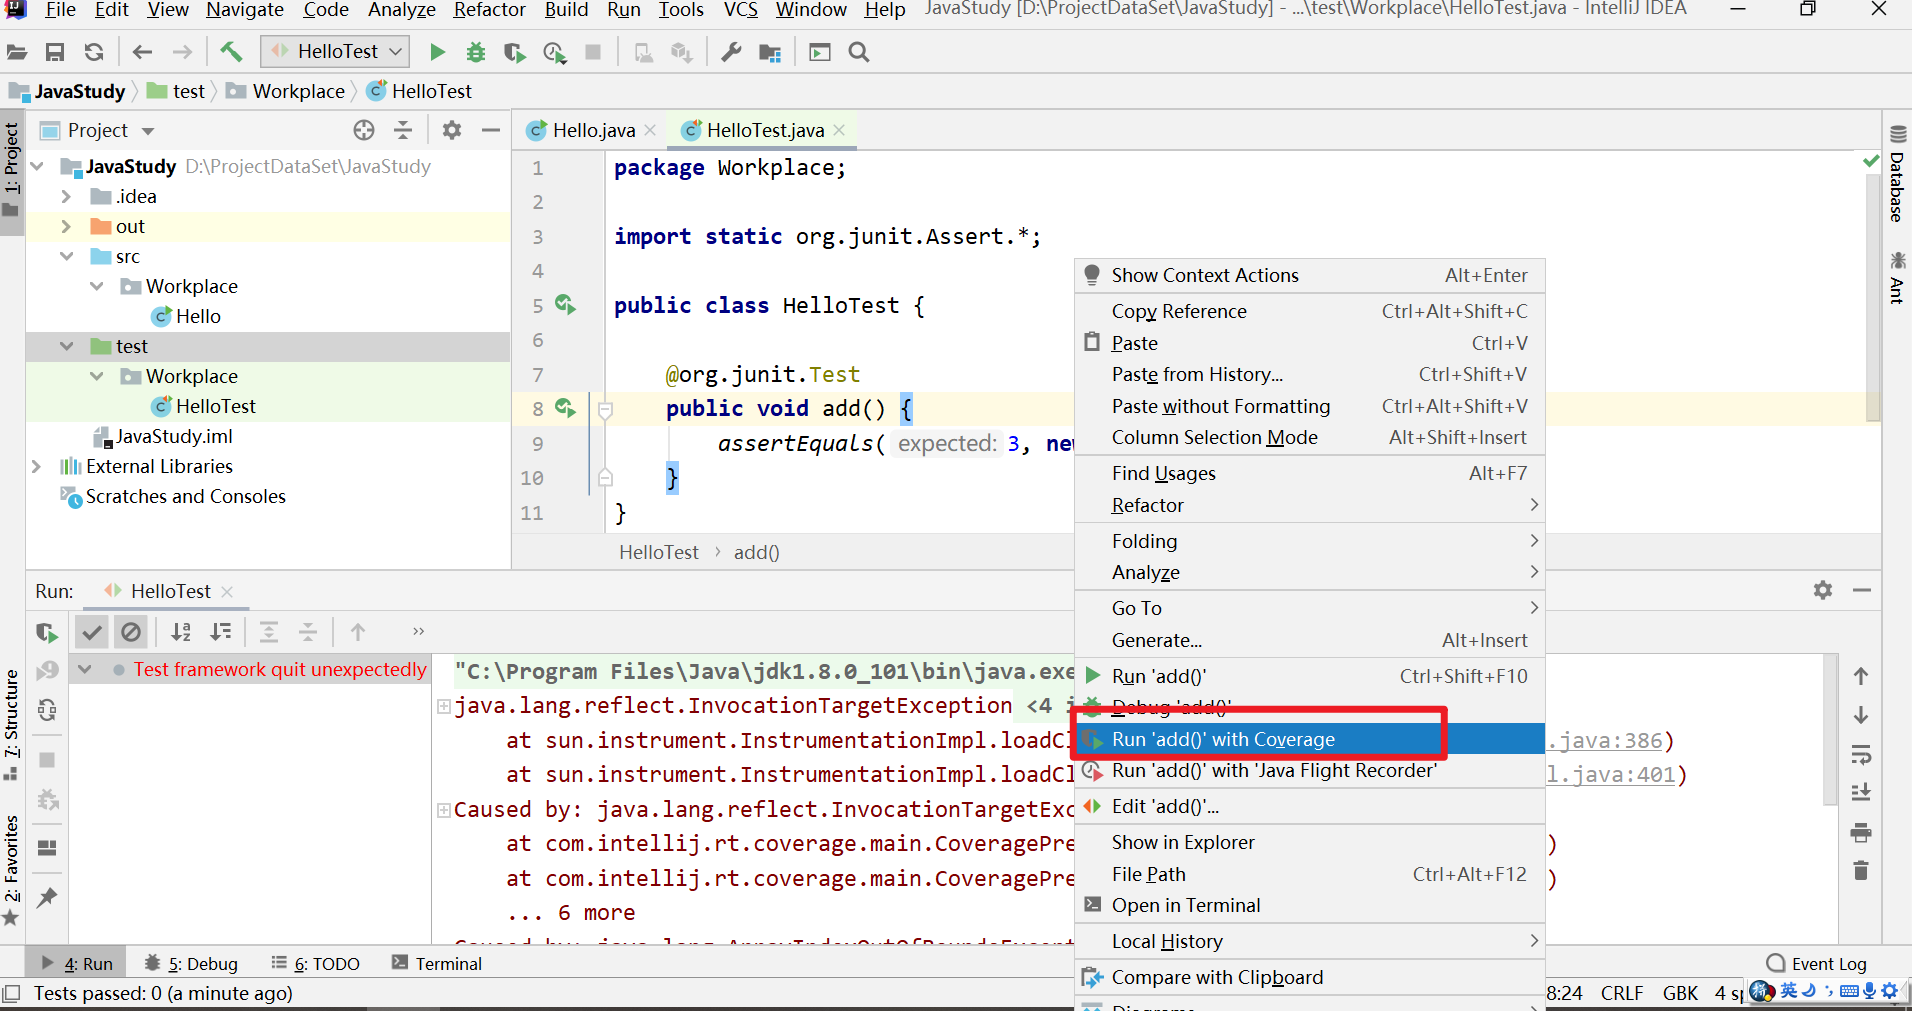 File Edit View Navigate Code Analyze Refactor Build Run Tools VCS Window Help JavaStudy [D:\ProjectDataSet\JavaStudy] - ...\test\Workplace\HelloTest.java - IntelliJ IDEA
HelloTest
JavaStudy test Workplace HelloTest
1: Project
Project
JavaStudy D:\ProjectDataSet\JavaStudy
.idea
out
src
Workplace
Hello
test
Workplace
HelloTest
JavaStudy.iml
External Libraries
Scratches and Consoles
Hello.java HelloTest.java
1 package Workplace;
2
3 import static org.junit.Assert.*;
4
5 public class HelloTest {
6
7 @org.junit.Test
8 public void add() {
9 assertEquals( expected: 3, new
10 }
11 }
HelloTest › add()
Database
Ant
Show Context Actions Alt+Enter
Copy Reference Ctrl+Alt+Shift+C
Paste Ctrl+V
Paste from History... Ctrl+Shift+V
Paste without Formatting Ctrl+Alt+Shift+V
Column Selection Mode Alt+Shift+Insert
Find Usages Alt+F7
Refactor
Folding
Analyze
Go To
Generate... Alt+Insert
Run 'add()' Ctrl+Shift+F10
Debug 'add()'
Run 'add()' with Coverage
Run 'add()' with 'Java Flight Recorder'
Edit 'add()'...
Show in Explorer
File Path Ctrl+Alt+F12
Open in Terminal
Local History
Compare with Clipboard
Diagrams
Run: HelloTest
Test framework quit unexpectedly
"C:\Program Files\Java\jdk1.8.0_101\bin\java.exe
java.lang.reflect.InvocationTargetException <4 i
at sun.instrument.InstrumentationImpl.loadCl .java:386)
at sun.instrument.InstrumentationImpl.loadCl l.java:401)
Caused by: java.lang.reflect.InvocationTargetExc
at com.intellij.rt.coverage.main.CoveragePre )
at com.intellij.rt.coverage.main.CoveragePre )
... 6 more
Caused by: java.lang.ArrayIndexOutOfBoundsExcept
7: Structure
2: Favorites
4: Run 5: Debug 6: TODO Terminal Event Log
Tests passed: 0 (a minute ago) 8:24 CRLF GBK 4 sp
英